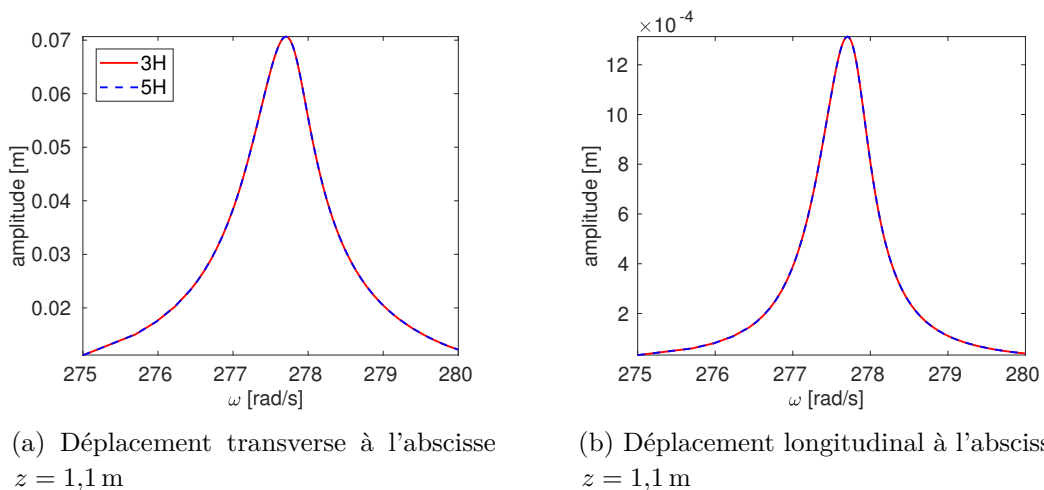 0.07
0.06
0.05
0.04
0.03
0.02
amplitude [m]
3H
5H
275 276 277 278 279 280
ω [rad/s]
(a) Déplacement transverse à l'abscisse
z = 1,1 m
×10⁻⁴
12
10
8
6
4
2
amplitude [m]
275 276 277 278 279 280
ω [rad/s]
(b) Déplacement longitudinal à l'absciss
z = 1,1 m